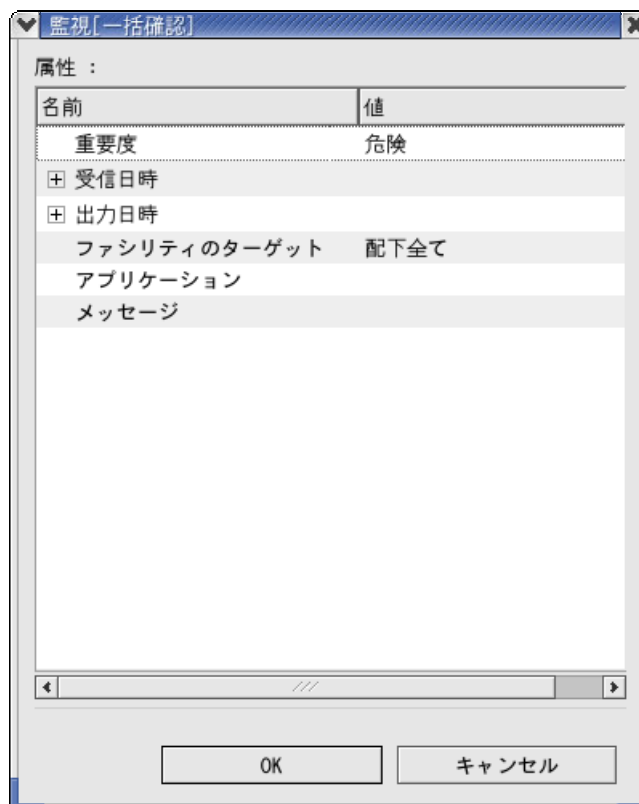 監視[一括確認]
属性 :
名前 値
重要度 危険
受信日時
出力日時
ファシリティのターゲット 配下全て
アプリケーション
メッセージ
OK キャンセル